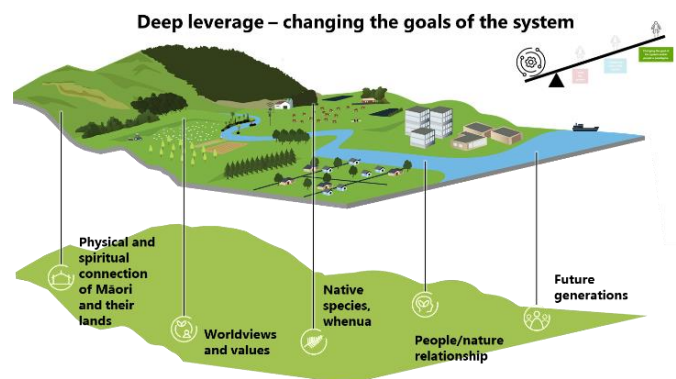 Deep leverage – changing the goals of the system
Physical and
spiritual
connection
of Māori
and their
lands
Worldviews
and values
Native
species,
whenua
People/nature
relationship
Future
generations